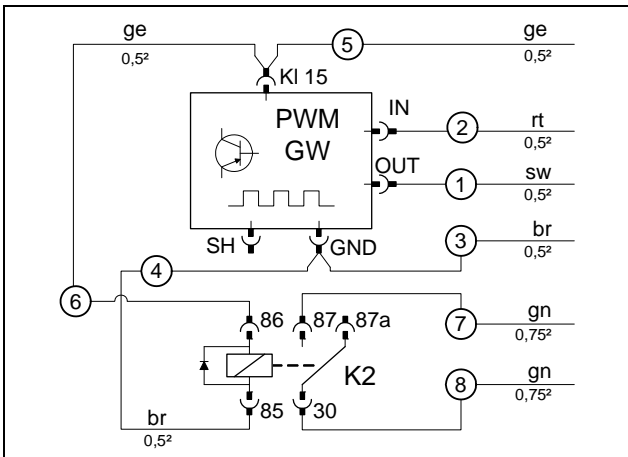 ge
0,5²
5
ge
0,5²
Kl 15
PWM
GW
IN
2
rt
0,5²
OUT
1
sw
0,5²
SH
GND
3
br
0,5²
4
6
86
87
87a
7
gn
0,75²
K2
8
gn
0,75²
85
30
br
0,5²